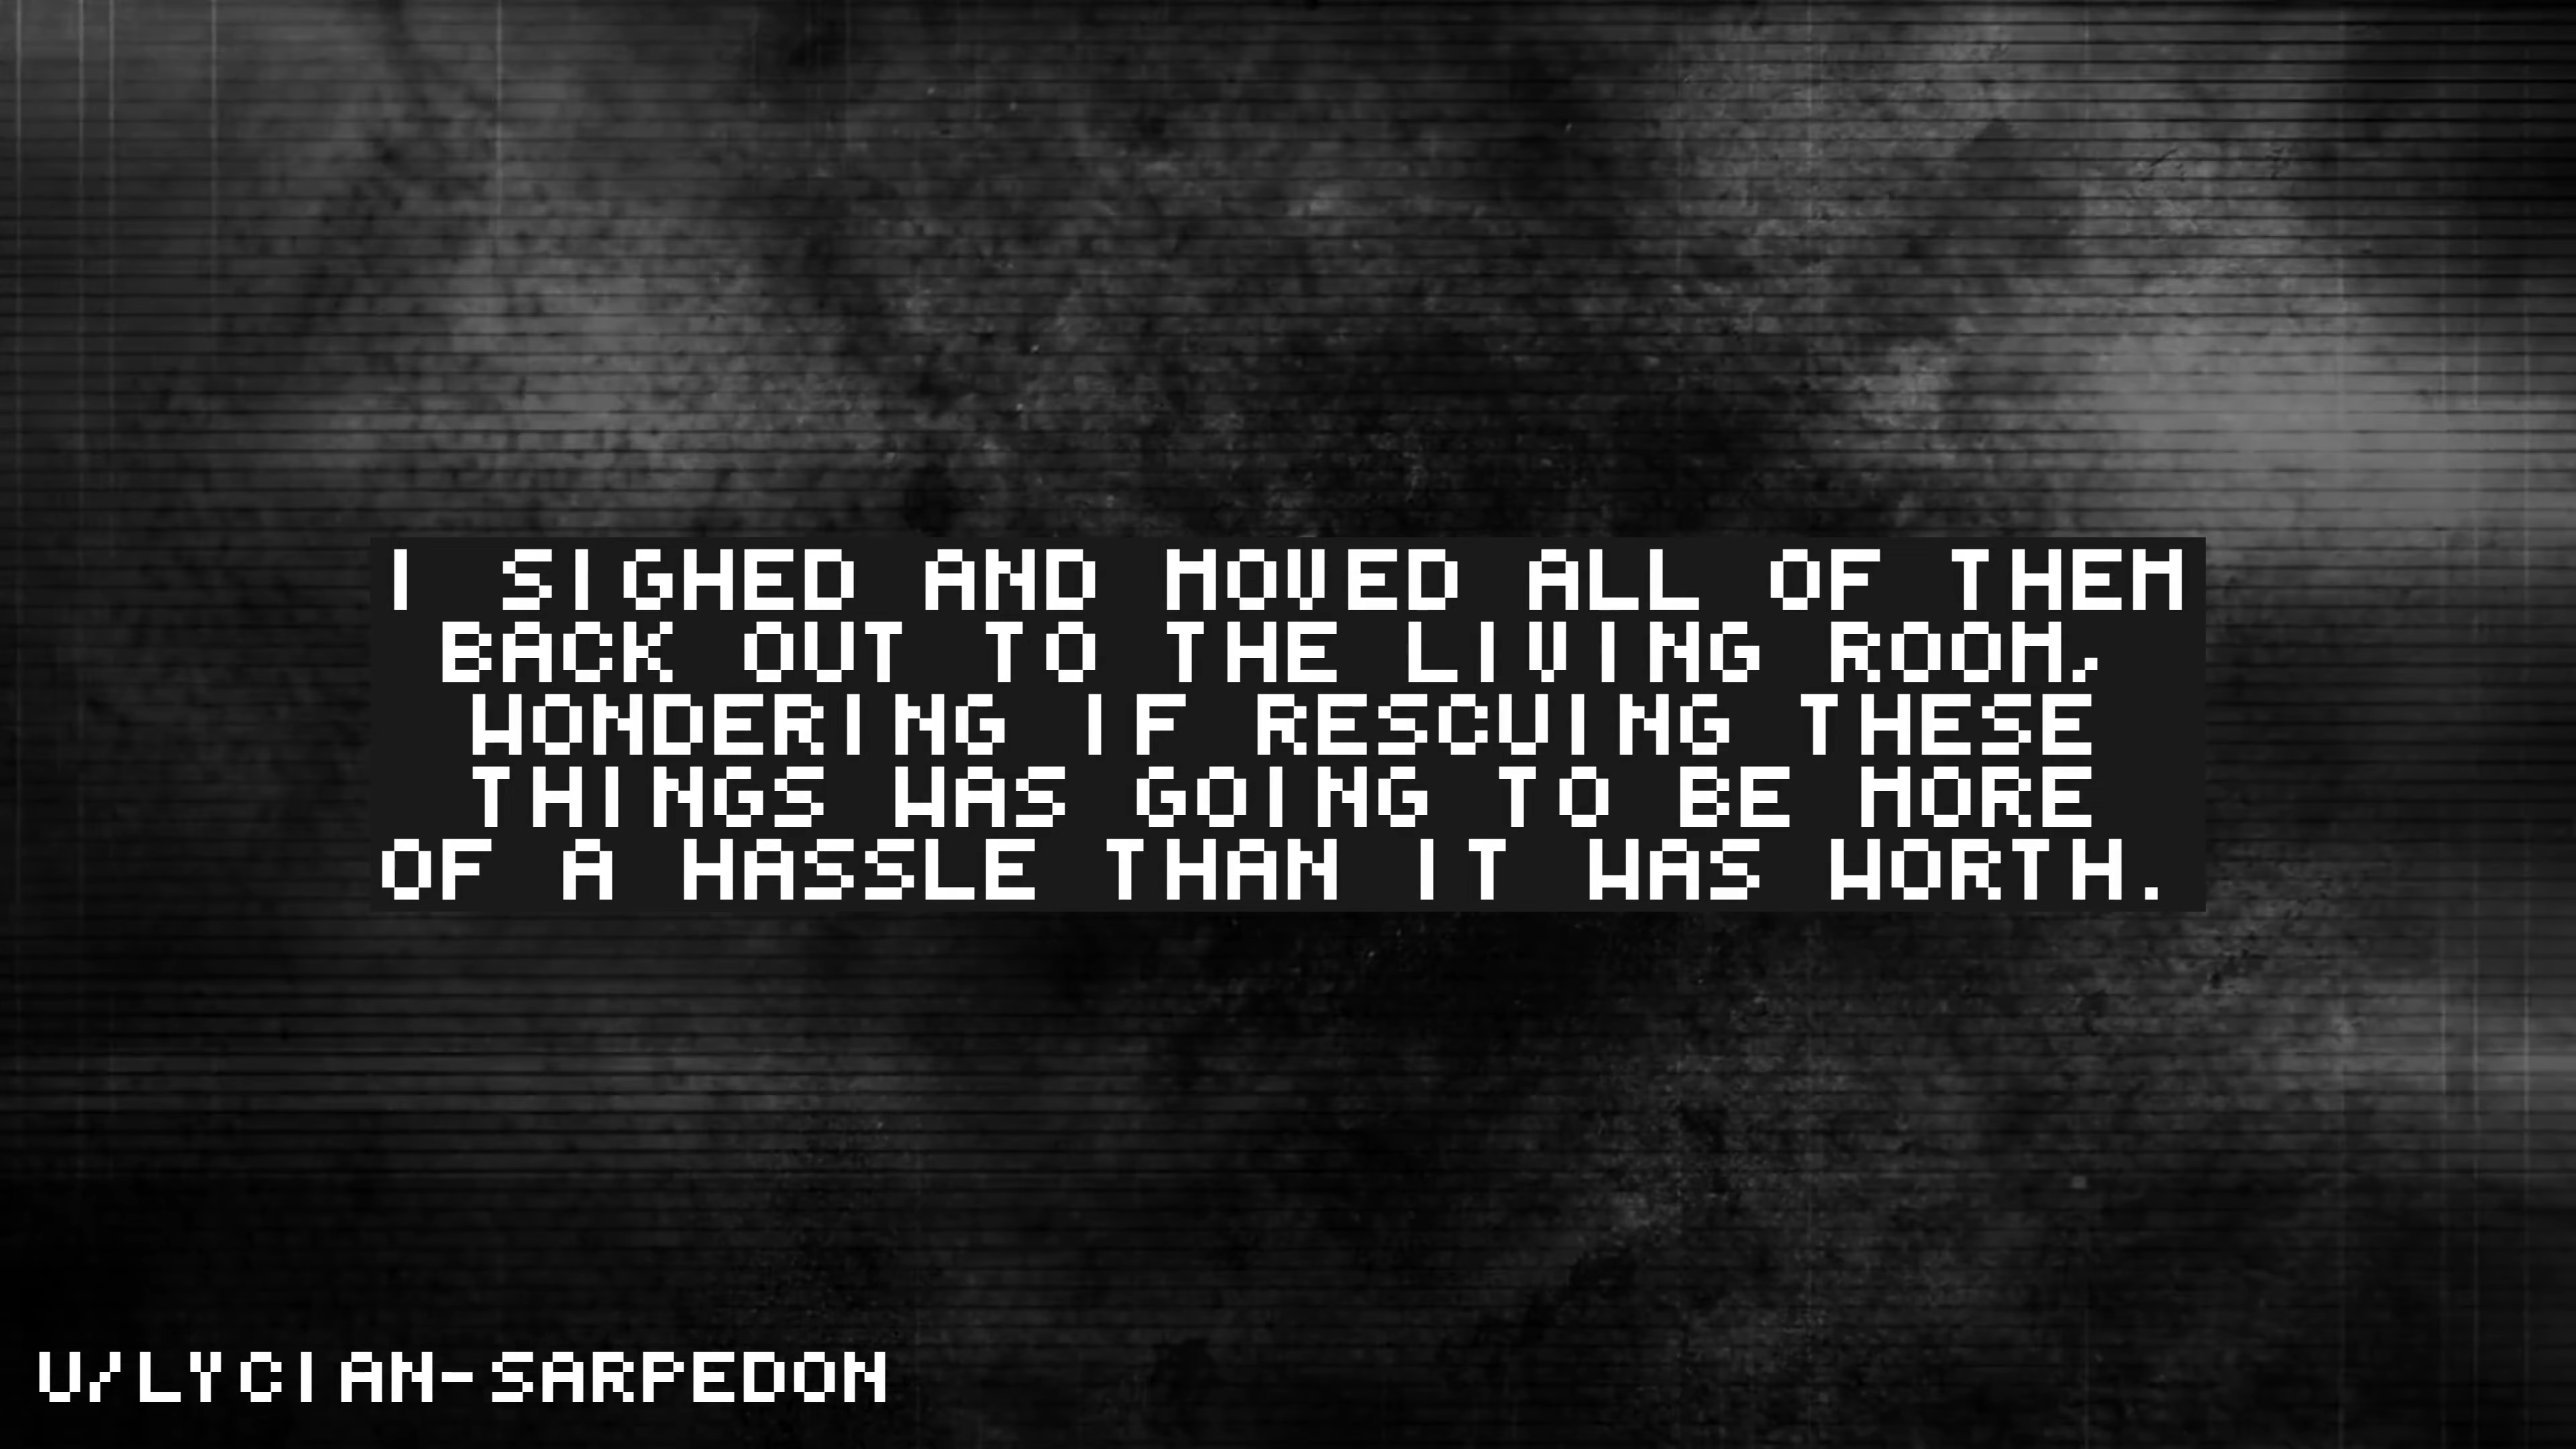 I SIGHED AND MOVED ALL OF THEM
BACK OUT TO THE LIVING ROOM,
WONDERING IF RESCUING THESE
THINGS WAS GOING TO BE MORE
OF A HASSLE THAN IT WAS WORTH.
U/LYCIAN-SARPEDON